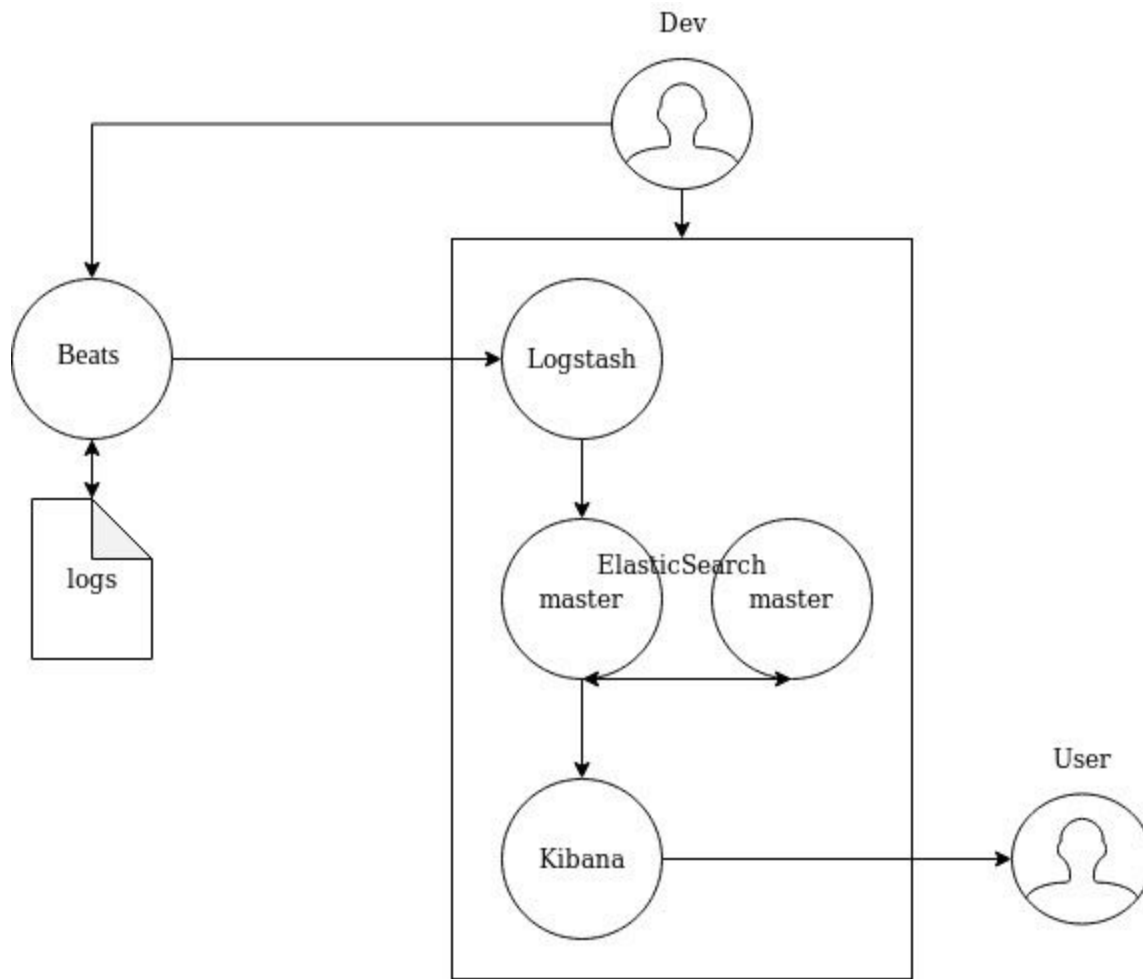 Dev
Beats
Logstash
logs
ElasticSearch
master
master
User
Kibana